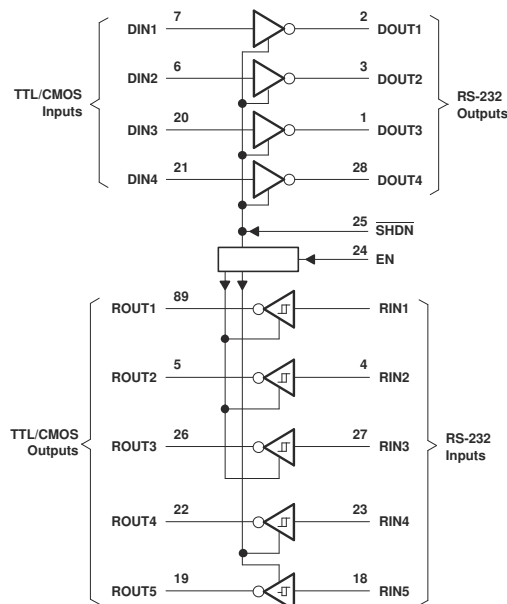 DIN1 7 2 DOUT1
DIN2 6 3 DOUT2
TTL/CMOS
Inputs
RS-232
Outputs
DIN3 20 1 DOUT3
DIN4 21 28 DOUT4
25 SHDN
24 EN
ROUT1 89 RIN1
ROUT2 5 4 RIN2
TTL/CMOS
Outputs
ROUT3 26 27 RIN3
RS-232
Inputs
ROUT4 22 23 RIN4
ROUT5 19 18 RIN5